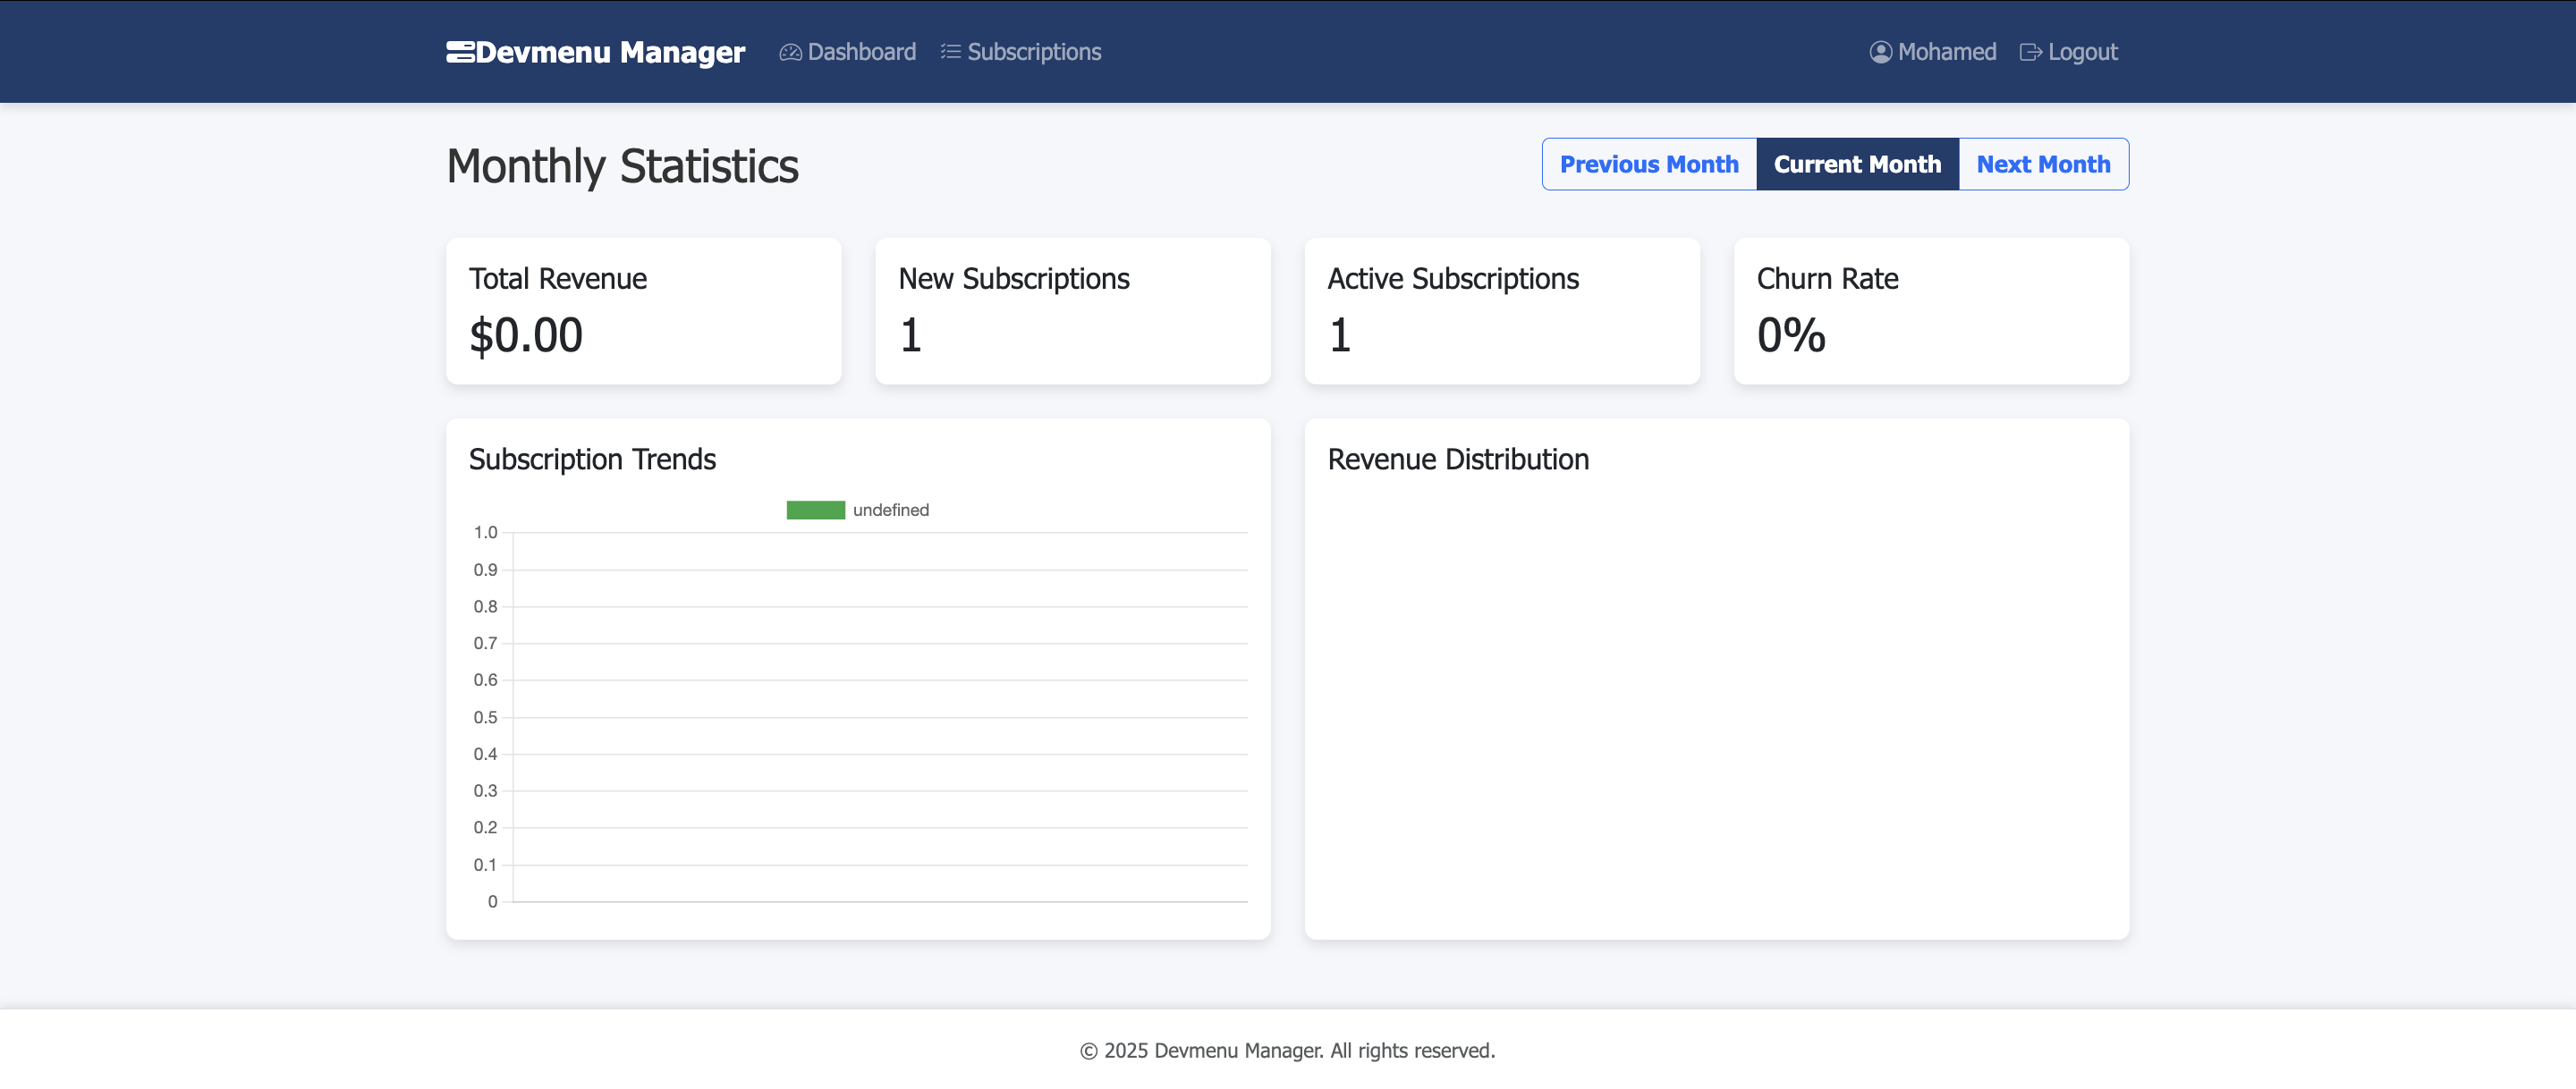 Devmenu Manager Dashboard Subscriptions Mohamed Logout
Monthly Statistics
Previous Month Current Month Next Month
Total Revenue
$0.00
New Subscriptions
1
Active Subscriptions
1
Churn Rate
0%
Subscription Trends
undefined
1.0
0.9
0.8
0.7
0.6
0.5
0.4
0.3
0.2
0.1
0
Revenue Distribution
© 2025 Devmenu Manager. All rights reserved.